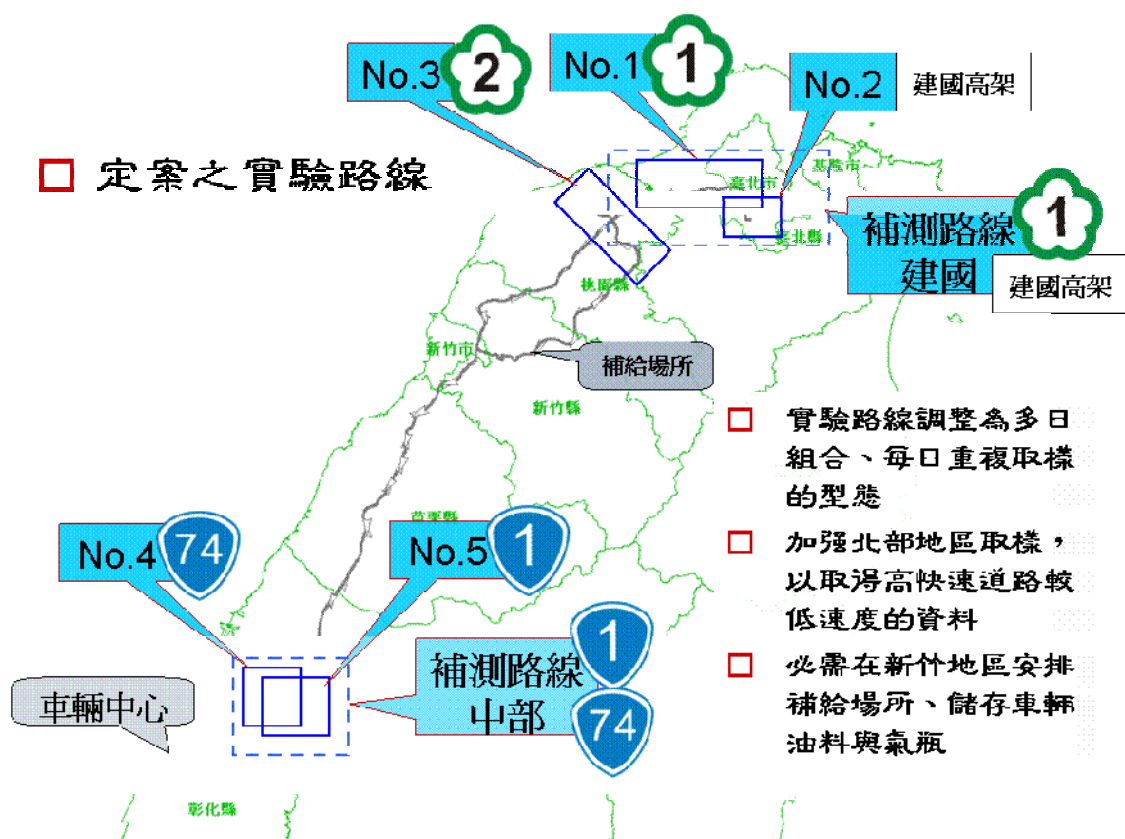 No.3
2
No.1
1
No.2
建國高架
定案之實驗路線
臺北市
基隆市
臺北縣
補測路線
建國
1
建國高架
桃園縣
新竹市
補給場所
新竹縣
實驗路線調整為多日
組合、每日重複取樣
的型態
加強北部地區取樣，
以取得高快速道路較
低速度的資料
必需在新竹地區安排
補給場所、儲存車輛
油料與氣瓶
苗栗縣
No.4
74
No.5
1
補測路線
中部
1
74
車輛中心
彰化縣